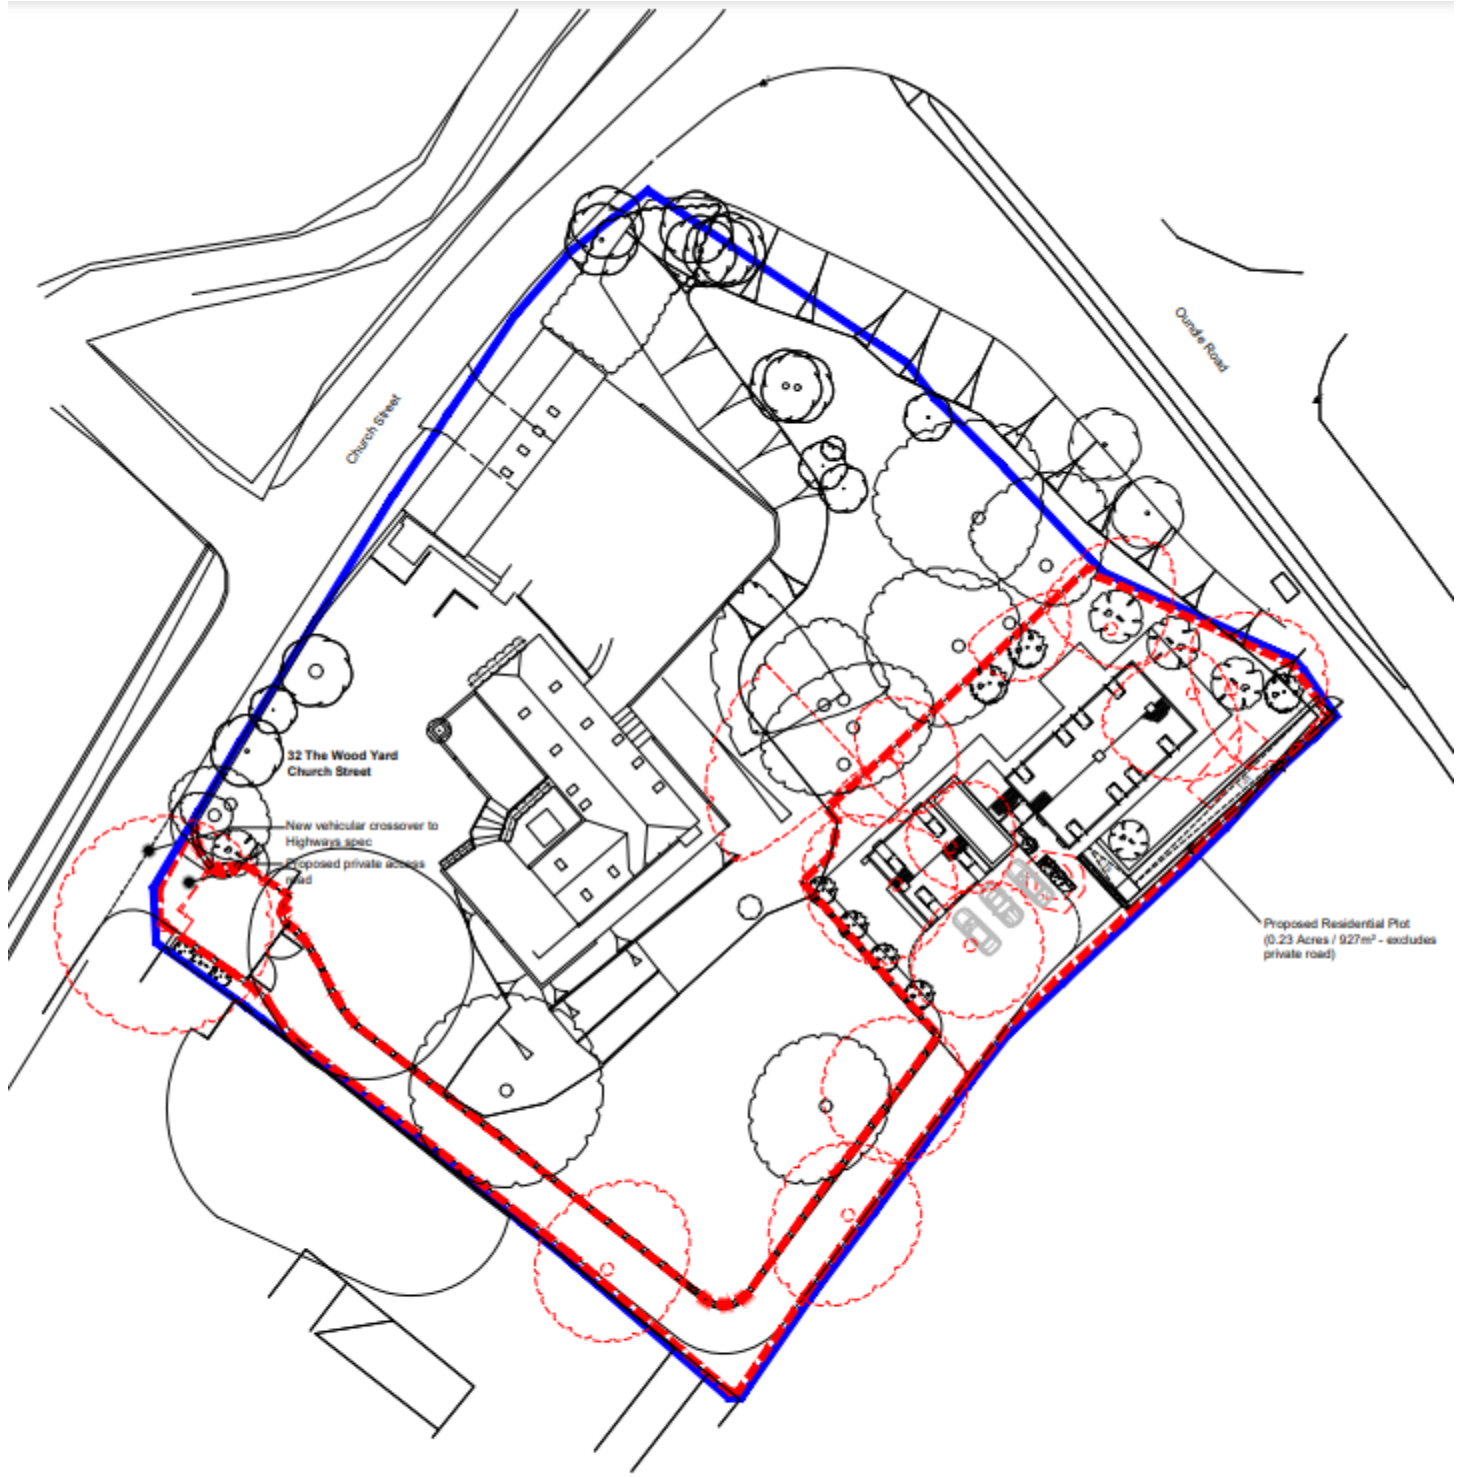 Oundle Road
Church Street
32 The Wood Yard
Church Street
New vehicular crossover to
Highways spec
Proposed private access
road
Proposed Residential Plot
(0.23 Acres / 927m² - excludes
private road)